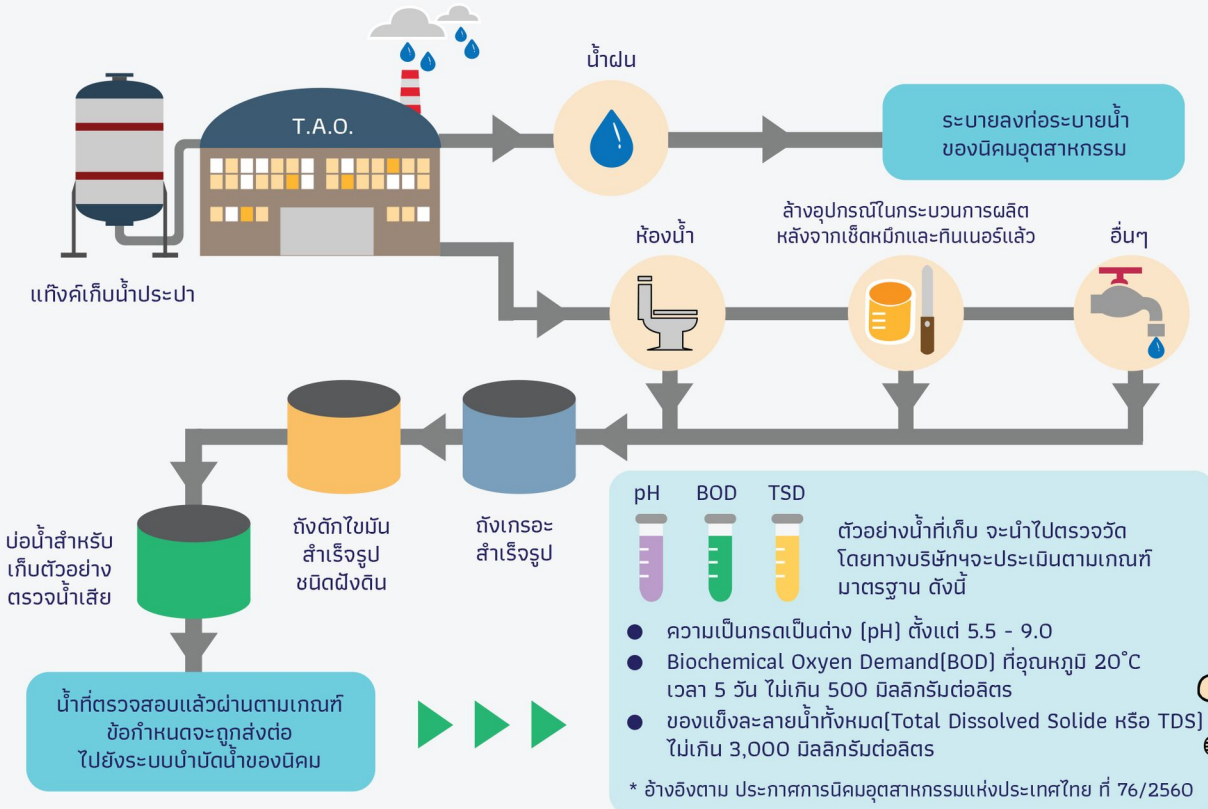 น้ำฝน
T.A.O.
ระบายลงท่อระบายน้ำ
ของนิคมอุตสาหกรรม
แท๊งค์เก็บน้ำประปา
ห้องน้ำ
ล้างอุปกรณ์ในกระบวนการผลิต
หลังจากเช็ดหมึกและทินเนอร์แล้ว
อื่นๆ
ถังเกรอะ
สำเร็จรูป
ถังดักไขมัน
สำเร็จรูป
ชนิดฝังดิน
บ่อน้ำสำหรับ
เก็บตัวอย่าง
ตรวจน้ำเสีย
น้ำที่ตรวจสอบแล้วผ่านตามเกณฑ์
ข้อกำหนดจะถูกส่งต่อ
ไปยังระบบบำบัดน้ำของนิคม
pH BOD TSD
ตัวอย่างน้ำที่เก็บ จะนำไปตรวจวัด
โดยทางบริษัทฯจะประเมินตามเกณฑ์
มาตรฐาน ดังนี้
● ความเป็นกรดเป็นด่าง (pH) ตั้งแต่ 5.5 - 9.0
● Biochemical Oxyen Demand(BOD) ที่อุณหภูมิ 20°C
เวลา 5 วัน ไม่เกิน 500 มิลลิกรัมต่อลิตร
● ของแข็งละลายน้ำทั้งหมด(Total Dissolved Solide หรือ TDS)
ไม่เกิน 3,000 มิลลิกรัมต่อลิตร
* อ้างอิงตาม ประกาศการนิคมอุตสาหกรรมแห่งประเทศไทย ที่ 76/2560